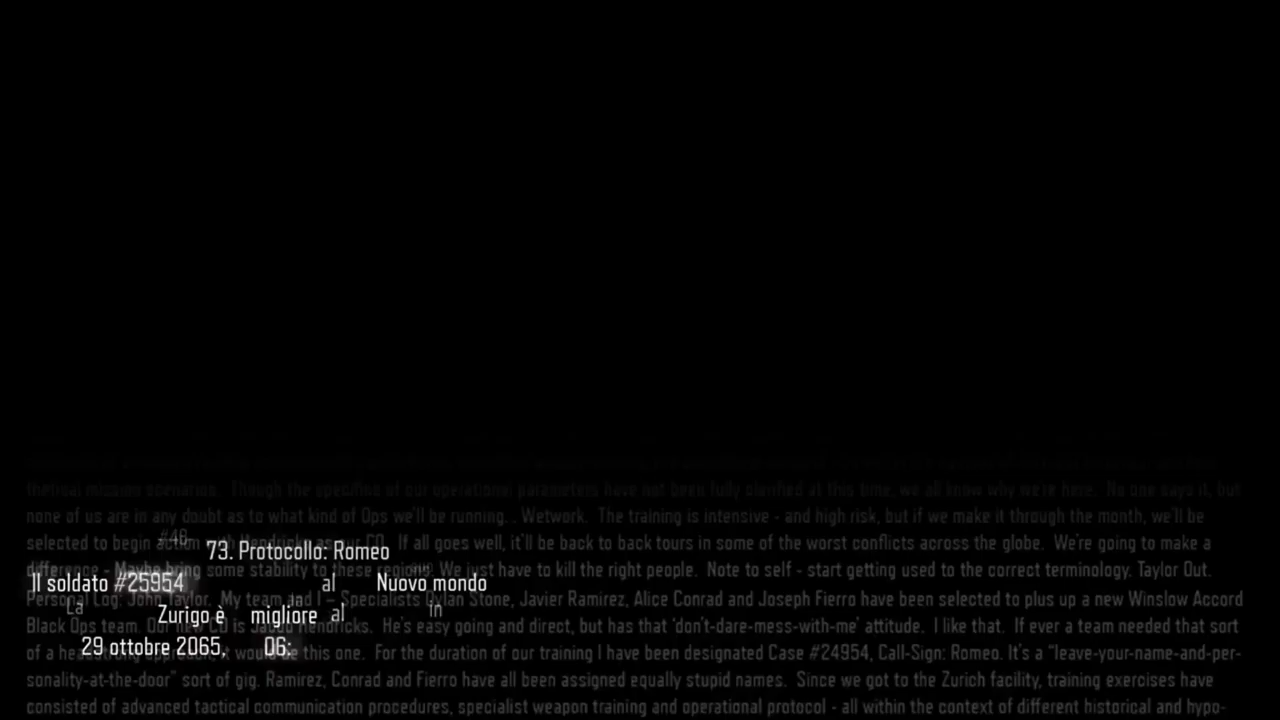 thetical mission scenarios. Though the specifics of our operational parameters have not been fully clarified at this time, we all know why we're here. No one says it, but
none of us are in any doubt as to what kind of Ops we'll be running. . Wetwork. The training is intensive - and high risk, but if we make it through the month, we'll be
#46
selected to begin action with Hendricks as our CO. If all goes well, it'll be back to back tours in some of the worst conflicts across the globe. We're going to make a
73. Protocollo: Romeo
difference - Maybe bring some stability to these regions. We just have to kill the right people. Note to self - start getting used to the correct terminology. Taylor Out.
Il soldato #25954 al Nuovo mondo
Personal Log: John Taylor. My team and I – Specialists Dylan Stone, Javier Ramirez, Alice Conrad and Joseph Fierro have been selected to plus up a new Winslow Accord
La Zurigo è migliore al in
Black Ops team. Our new CO is Jacob Hendricks. He's easy going and direct, but has that 'don't-dare-mess-with-me' attitude. I like that. If ever a team needed that sort
29 ottobre 2065, 06:
of a headstrong approach, it would be this one. For the duration of our training I have been designated Case #24954, Call-Sign: Romeo. It's a "leave-your-name-and-per-
sonality-at-the-door" sort of gig. Ramirez, Conrad and Fierro have all been assigned equally stupid names. Since we got to the Zurich facility, training exercises have
consisted of advanced tactical communication procedures, specialist weapon training and operational protocol - all within the context of different historical and hypo-